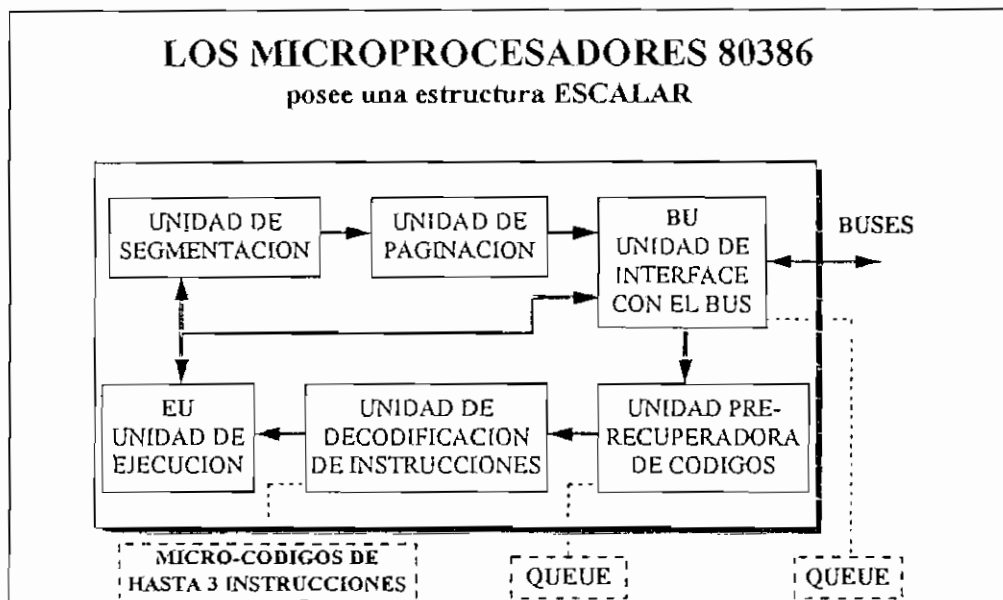 LOS MICROPROCESADORES 80386
posee una estructura ESCALAR
UNIDAD DE
SEGMENTACION
UNIDAD DE
PAGINACION
BU
UNIDAD DE
INTERFACE
CON EL BUS
BUSES
EU
UNIDAD DE
EJECUCION
UNIDAD DE
DECODIFICACION
DE INSTRUCCIONES
UNIDAD PRE-
RECUPERADORA
DE CODIGOS
MICRO-CODIGOS DE
HASTA 3 INSTRUCCIONES
QUEUE
QUEUE